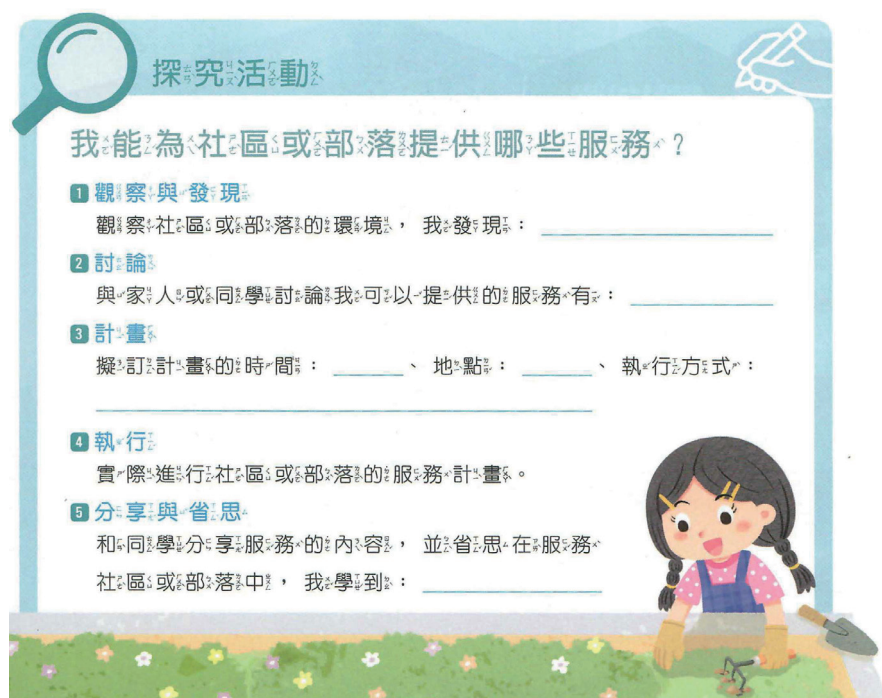 探究活動
我能為社區或部落提供哪些服務？
1 觀察與發現
觀察社區或部落的環境，我發現：
2 討論
與家人或同學討論我可以提供的服務有：
3 計畫
擬訂計畫的時間：、地點：、執行方式：
4 執行
實際進行社區或部落的服務計畫。
5 分享與省思
和同學分享服務的內容，並省思在服務
社區或部落中，我學到：